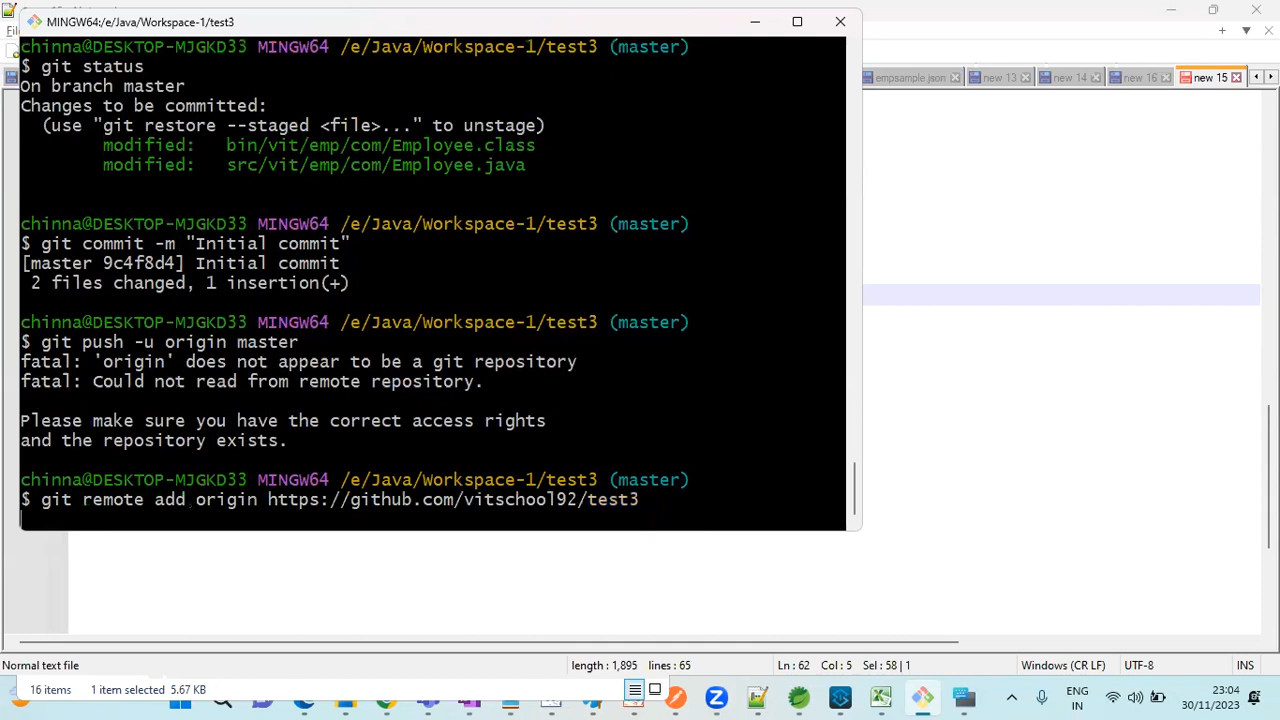 MINGW64:/e/Java/Workspace-1/test3
chinna@DESKTOP-MJGKD33 MINGW64 /e/Java/Workspace-1/test3 (master)
$ git status
On branch master
Changes to be committed:
(use "git restore --staged <file>..." to unstage)
modified: bin/vit/emp/com/Employee.class
modified: src/vit/emp/com/Employee.java
chinna@DESKTOP-MJGKD33 MINGW64 /e/Java/Workspace-1/test3 (master)
$ git commit -m "Initial commit"
[master 9c4f8d4] Initial commit
2 files changed, 1 insertion(+)
chinna@DESKTOP-MJGKD33 MINGW64 /e/Java/Workspace-1/test3 (master)
$ git push -u origin master
fatal: 'origin' does not appear to be a git repository
fatal: Could not read from remote repository.
Please make sure you have the correct access rights
and the repository exists.
chinna@DESKTOP-MJGKD33 MINGW64 /e/Java/Workspace-1/test3 (master)
$ git remote add origin https://github.com/vitschool92/test3
empsample.json new 13 new 14 new 16 new 15
Normal text file length : 1,895 lines : 65 Ln : 62 Col : 5 Sel : 58 | 1 Windows (CR LF) UTF-8 INS
16 items 1 item selected 5.67 KB
ENG
IN
23:04
30/11/2023